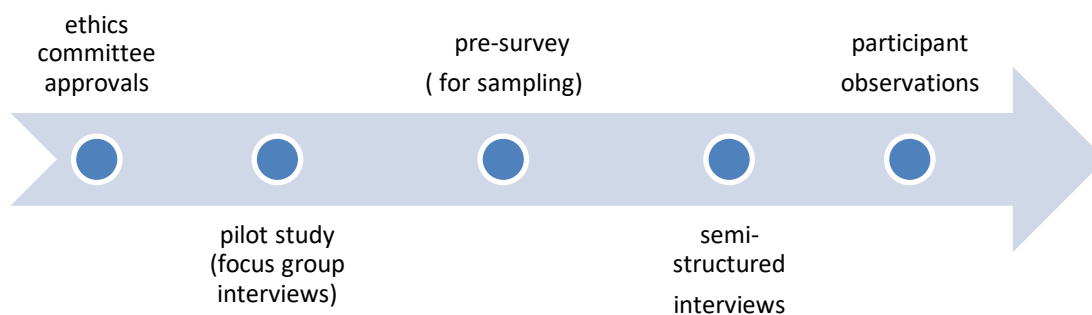 ethics
committee
approvals
pilot study
(focus group
interviews)
pre-survey
( for sampling)
semi-
structured
interviews
participant
observations